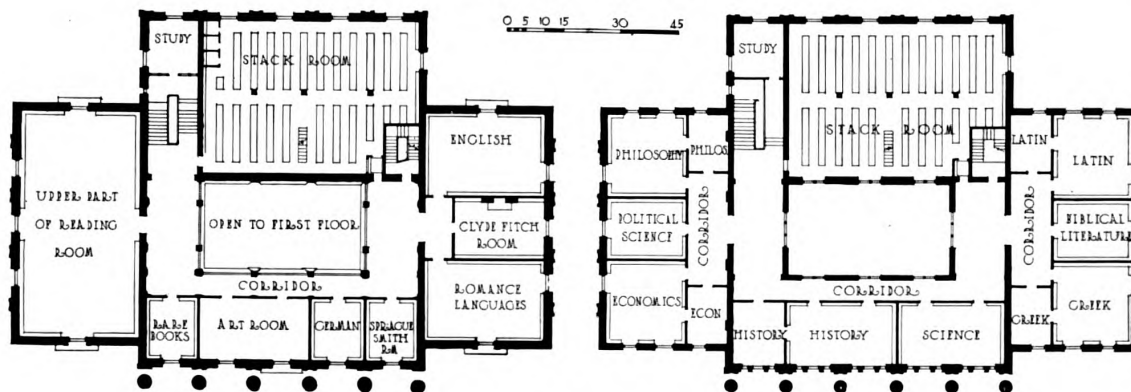 0 5 10 15 30 45
STUDY
STACK ROOM
ENGLISH
UPPER PART
OF READING
ROOM
OPEN TO FIRST FLOOR
CLYDE FITCH
ROOM
CORRIDOR
ROMANCE
LANGUAGES
RARE
BOOKS
ART ROOM
GERMAN
SPRAGUE
SMITH
RM
STUDY
STACK ROOM
PHILOSOPHY
PHILOS.
LATIN
LATIN
POLITICAL
SCIENCE
CORRIDOR
CORRIDOR
BIBLICAL
LITERATURE
CORRIDOR
ECONOMICS
ECON
HISTORY
HISTORY
SCIENCE
GREEK
GREEK